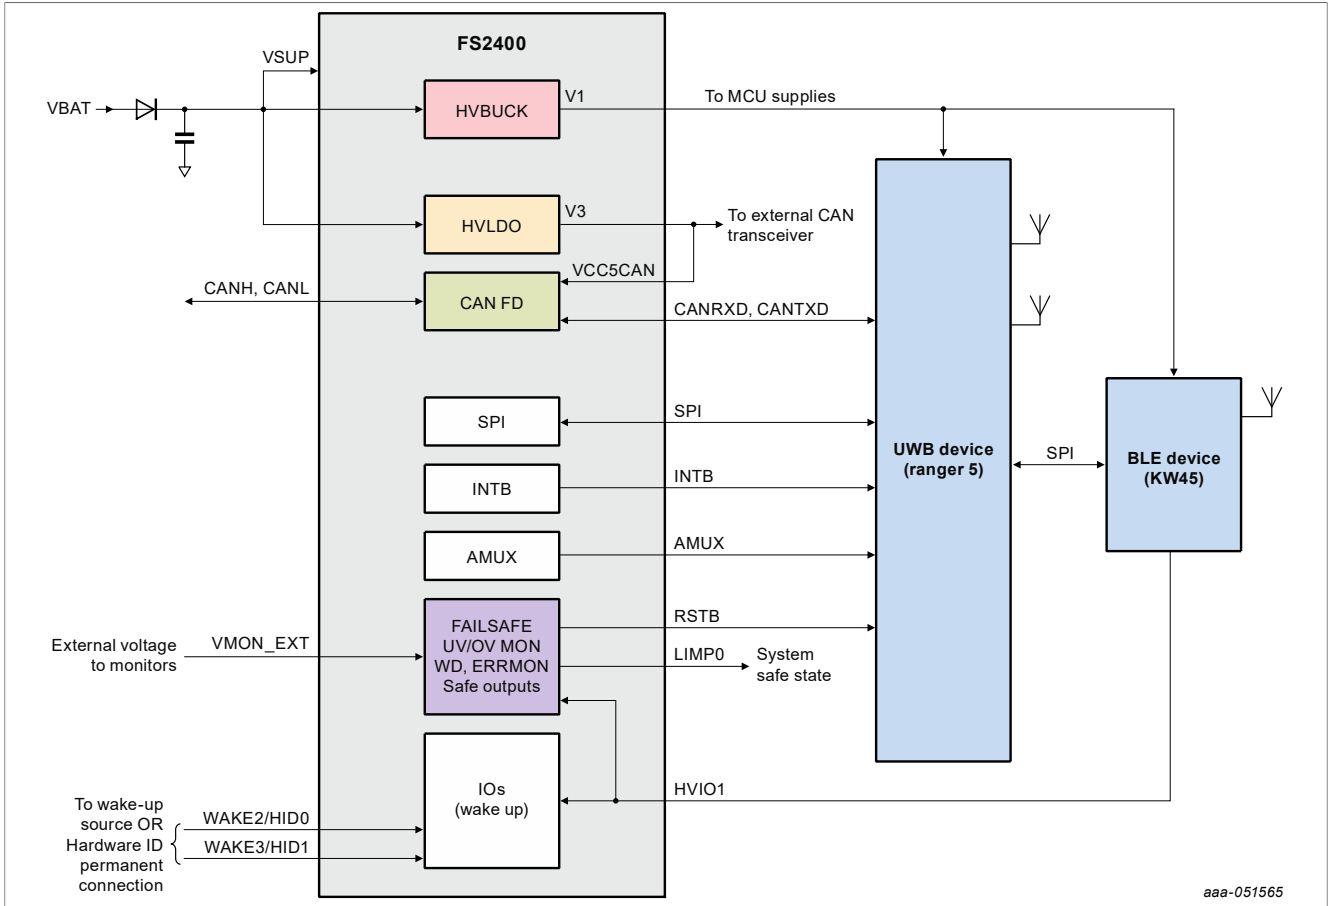 FS2400
VSUP
VBAT
HVBUCK
V1
To MCU supplies
HVLDO
V3
To external CAN
transceiver
VCC5CAN
CANH, CANL
CAN FD
CANRXD, CANTXD
SPI
SPI
UWB device
(ranger 5)
SPI
BLE device
(KW45)
INTB
INTB
AMUX
AMUX
External voltage
to monitors
VMON_EXT
FAILSAFE
UV/OV MON
WD, ERRMON
Safe outputs
RSTB
LIMP0
System
safe state
IOs
(wake up)
HVIO1
To wake-up
source OR
Hardware ID
permanent
connection
WAKE2/HID0
WAKE3/HID1
aaa-051565